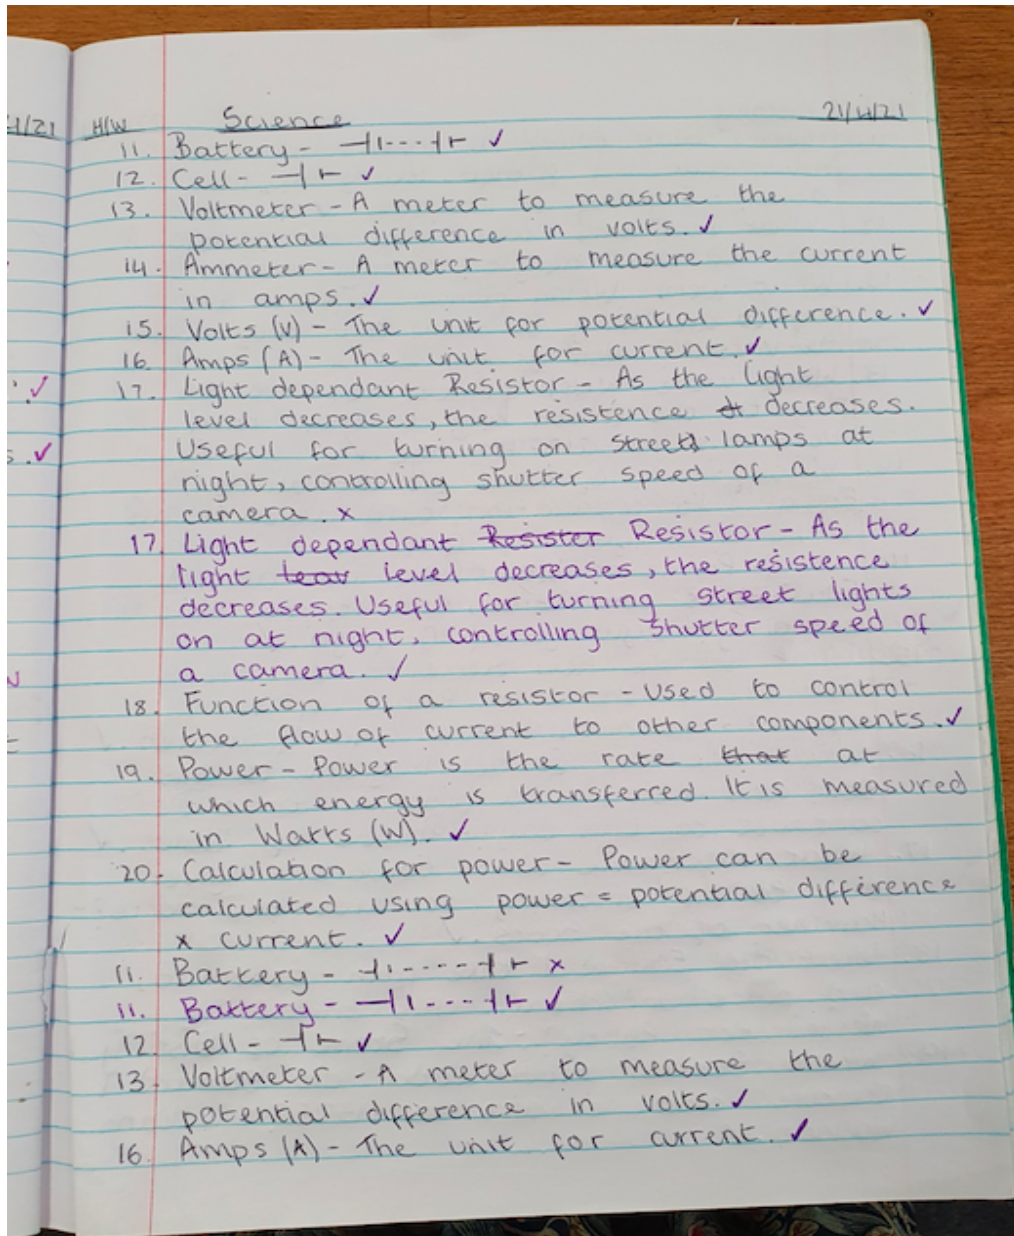 4/21
H/W Science 21/4/21
11. Battery - ⊣ı---⊣⊢ ✓
12. Cell - ⊣⊢ ✓
13. Voltmeter - A meter to measure the
potential difference in volts. ✓
14. Ammeter - A meter to measure the current
in amps. ✓
15. Volts (V) - The unit for potential difference. ✓
16. Amps (A) - The unit for current. ✓
17. Light dependant Resistor - As the light
level decreases, the resistence decreases.
Useful for turning on street lamps at
night, controlling shutter speed of a
camera. x
17. Light dependant Resister Resistor - As the
light level decreases, the resistence
decreases. Useful for turning street lights
on at night, controlling shutter speed of
a camera. ✓
18. Function of a resistor - Used to control
the flow of current to other components. ✓
19. Power - Power is the rate that at
which energy is transferred. It is measured
in Watts (W). ✓
20. Calculation for power - Power can be
calculated using power = potential difference
x current. ✓
11. Battery - ⊣ı----⊣⊢ x
11. Battery - ⊣ı---⊣⊢ ✓
12. Cell - ⊣⊢ ✓
13. Voltmeter - A meter to measure the
potential difference in volts. ✓
16. Amps (A) - The unit for current. ✓